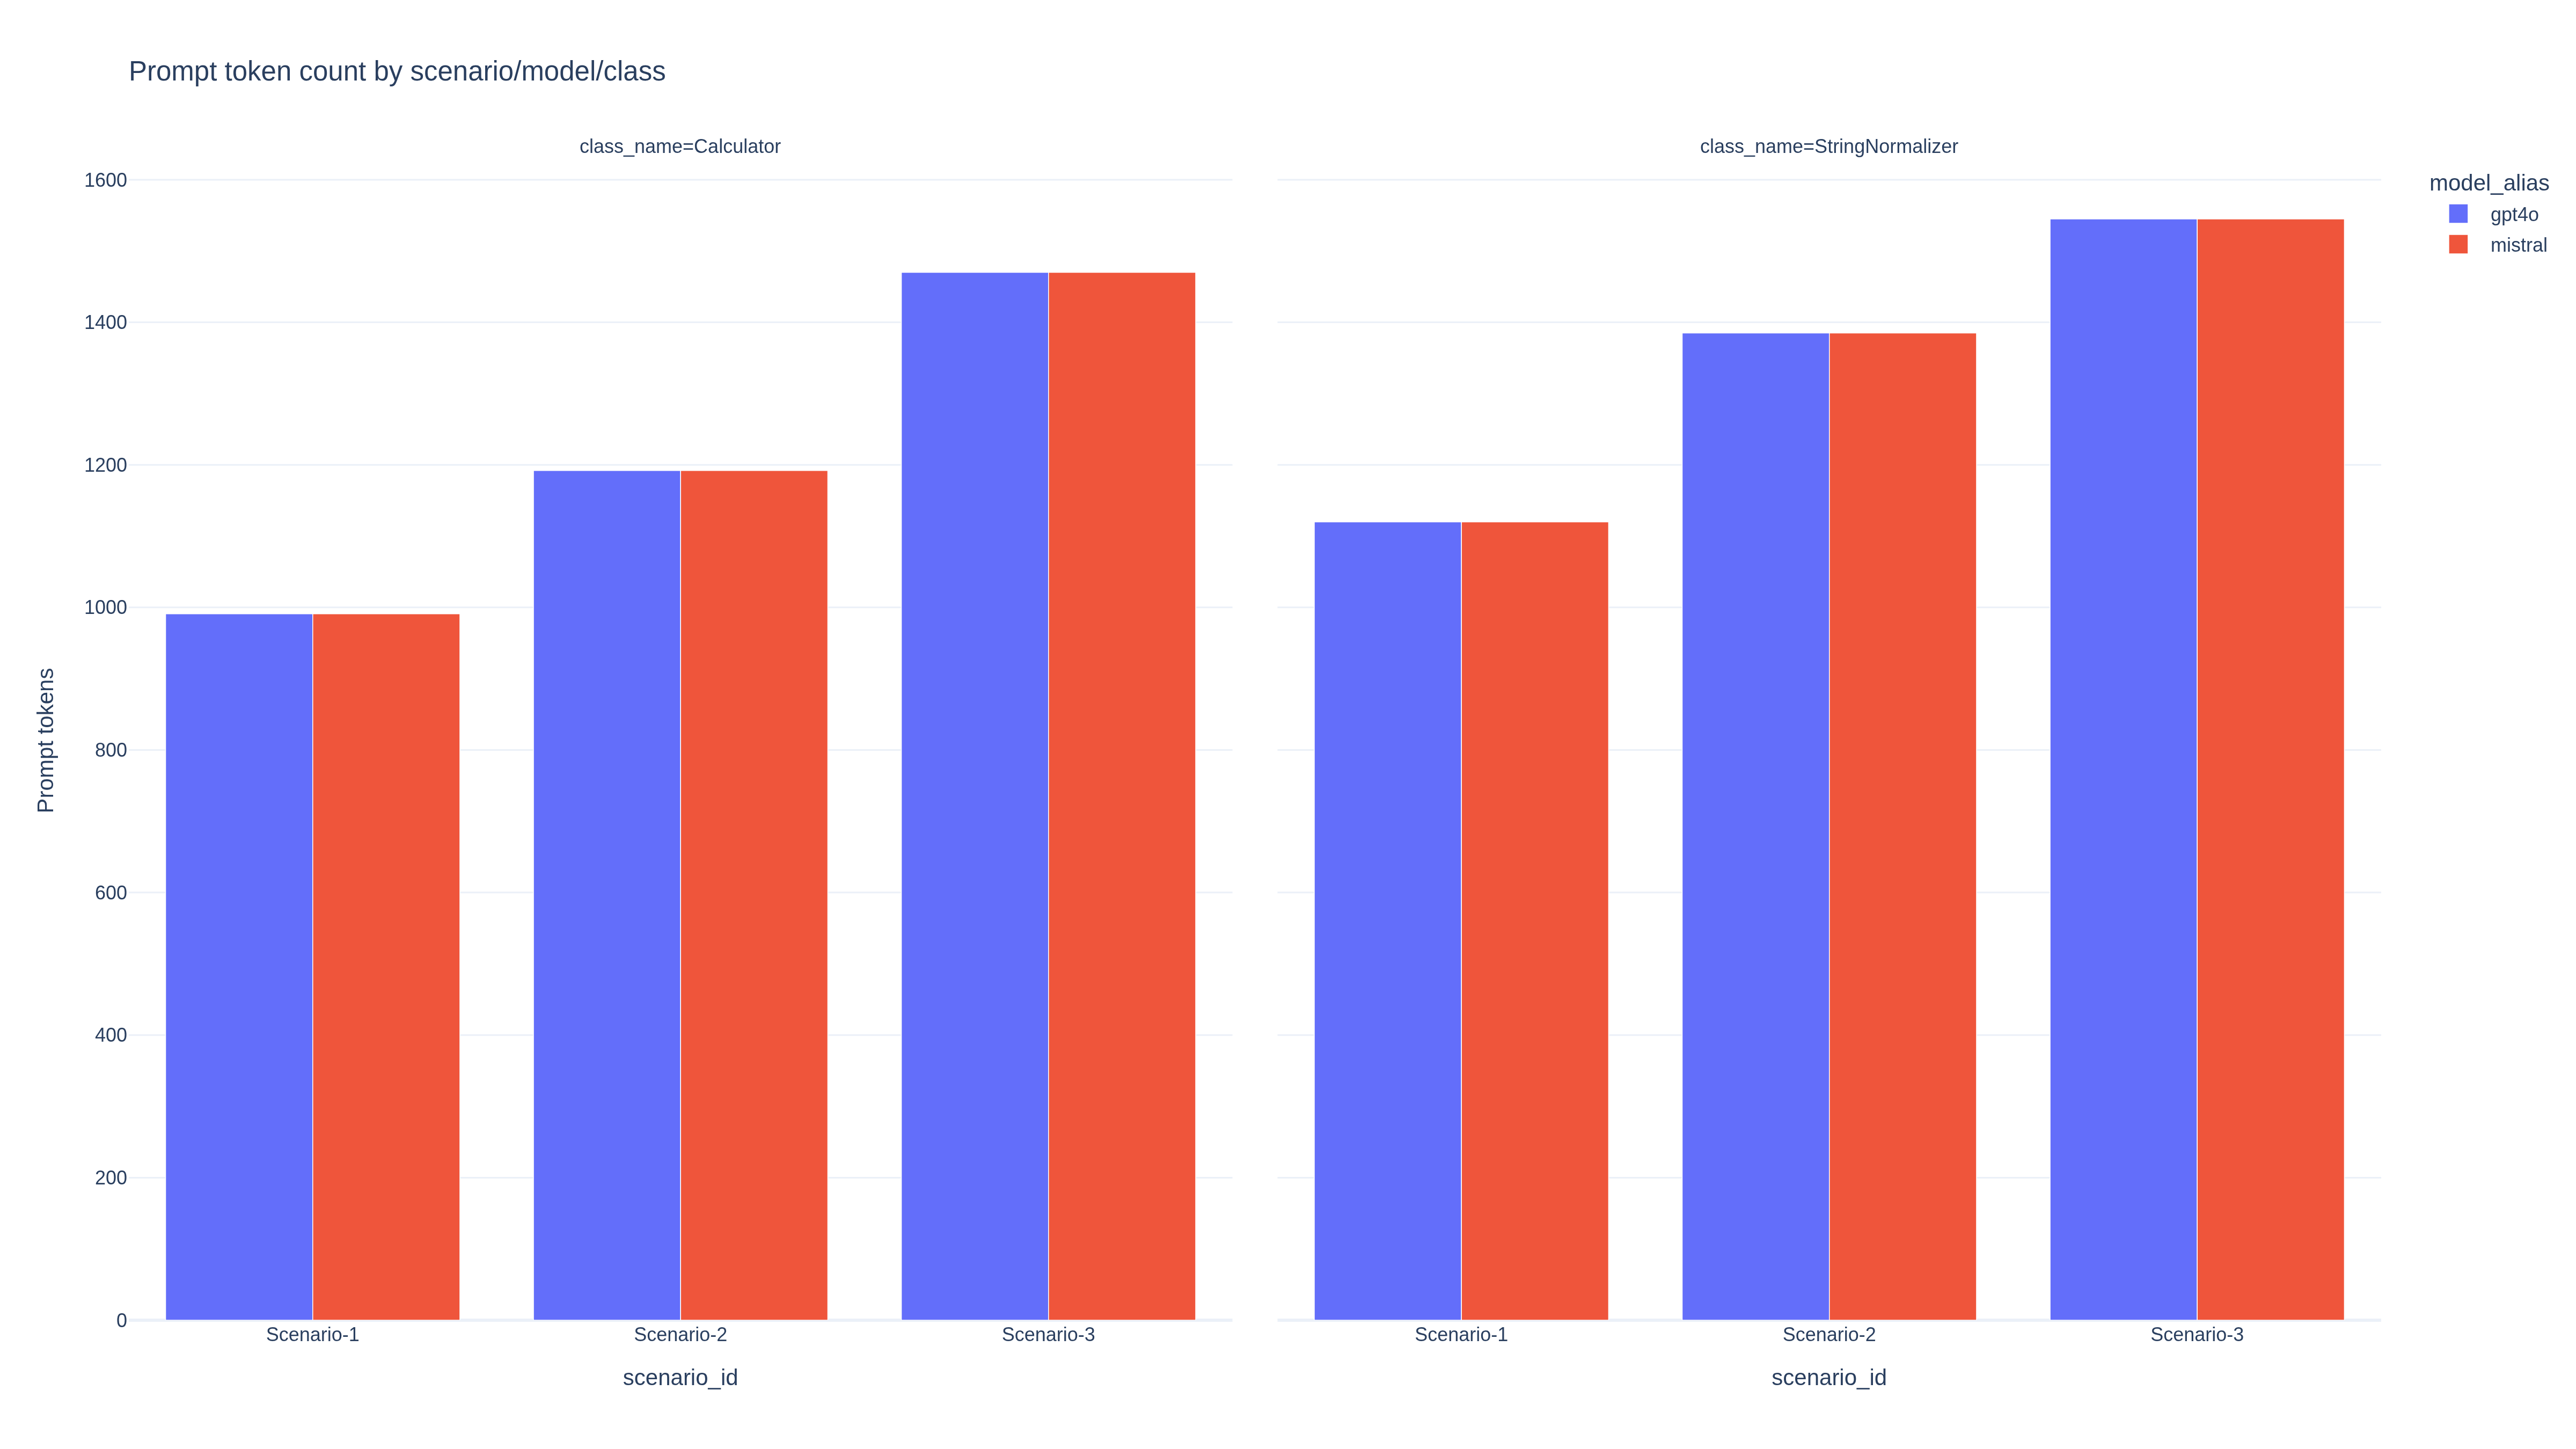 Prompt token count by scenario/model/class
class_name=Calculator
class_name=StringNormalizer
model_alias
gpt4o
mistral
Prompt tokens
1600
1400
1200
1000
800
600
400
200
0
Scenario-1 Scenario-2 Scenario-3
scenario_id
Scenario-1 Scenario-2 Scenario-3
scenario_id